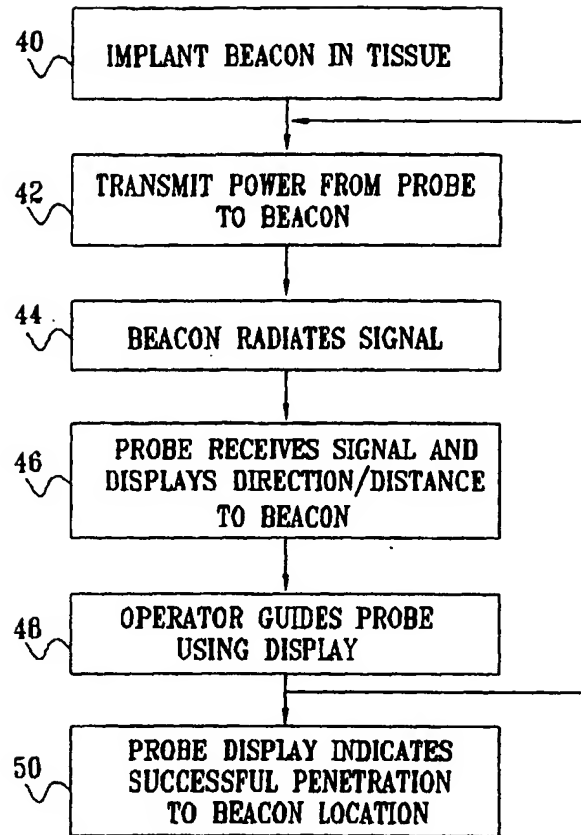 40
IMPLANT BEACON IN TISSUE
42
TRANSMIT POWER FROM PROBE
TO BEACON
44
BEACON RADIATES SIGNAL
46
PROBE RECEIVES SIGNAL AND
DISPLAYS DIRECTION/DISTANCE
TO BEACON
48
OPERATOR GUIDES PROBE
USING DISPLAY
50
PROBE DISPLAY INDICATES
SUCCESSFUL PENETRATION
TO BEACON LOCATION